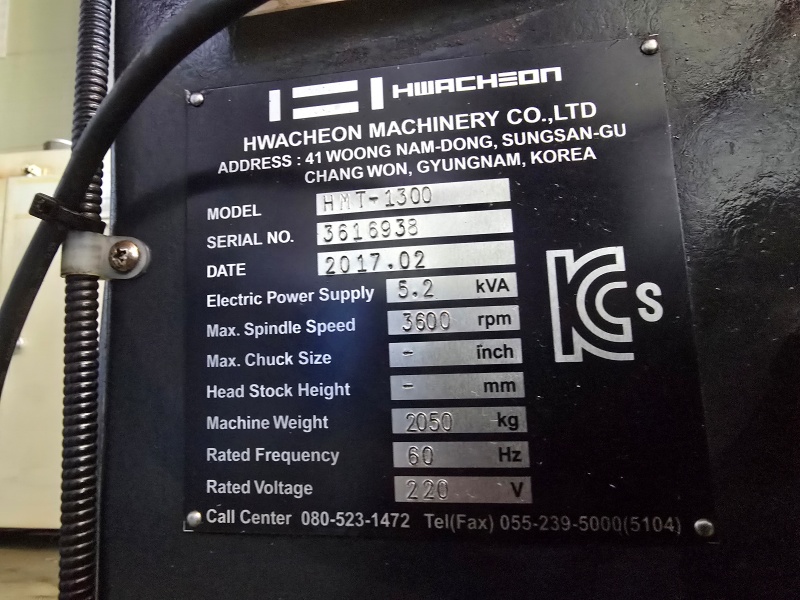 HWACHEON
HWACHEON MACHINERY CO.,LTD
ADDRESS : 41 WOONG NAM-DONG, SUNGSAN-GU
CHANG WON, GYUNGNAM, KOREA
MODEL HMT-1300
SERIAL NO. 3616938
DATE 2017.02
Electric Power Supply 5.2 kVA
Max. Spindle Speed 3600 rpm
Max. Chuck Size - inch
Head Stock Height - mm
Machine Weight 2050 kg
Rated Frequency 60 Hz
Rated Voltage 220 V
KCs
Call Center 080-523-1472 Tel(Fax) 055-239-5000(5104)